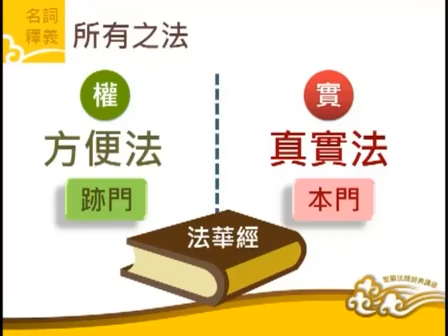 名詞
釋義
所有之法
權
實
方便法
真實法
跡門
本門
法華經